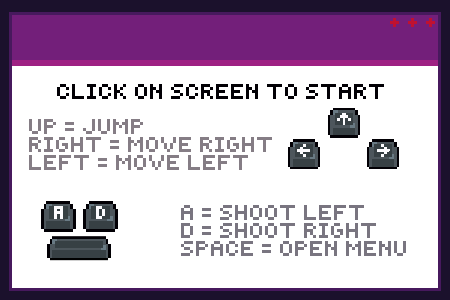 CLICK ON SCREEN TO START
UP = JUMP
RIGHT = MOVE RIGHT
LEFT = MOVE LEFT
A D
A = SHOOT LEFT
D = SHOOT RIGHT
SPACE = OPEN MENU